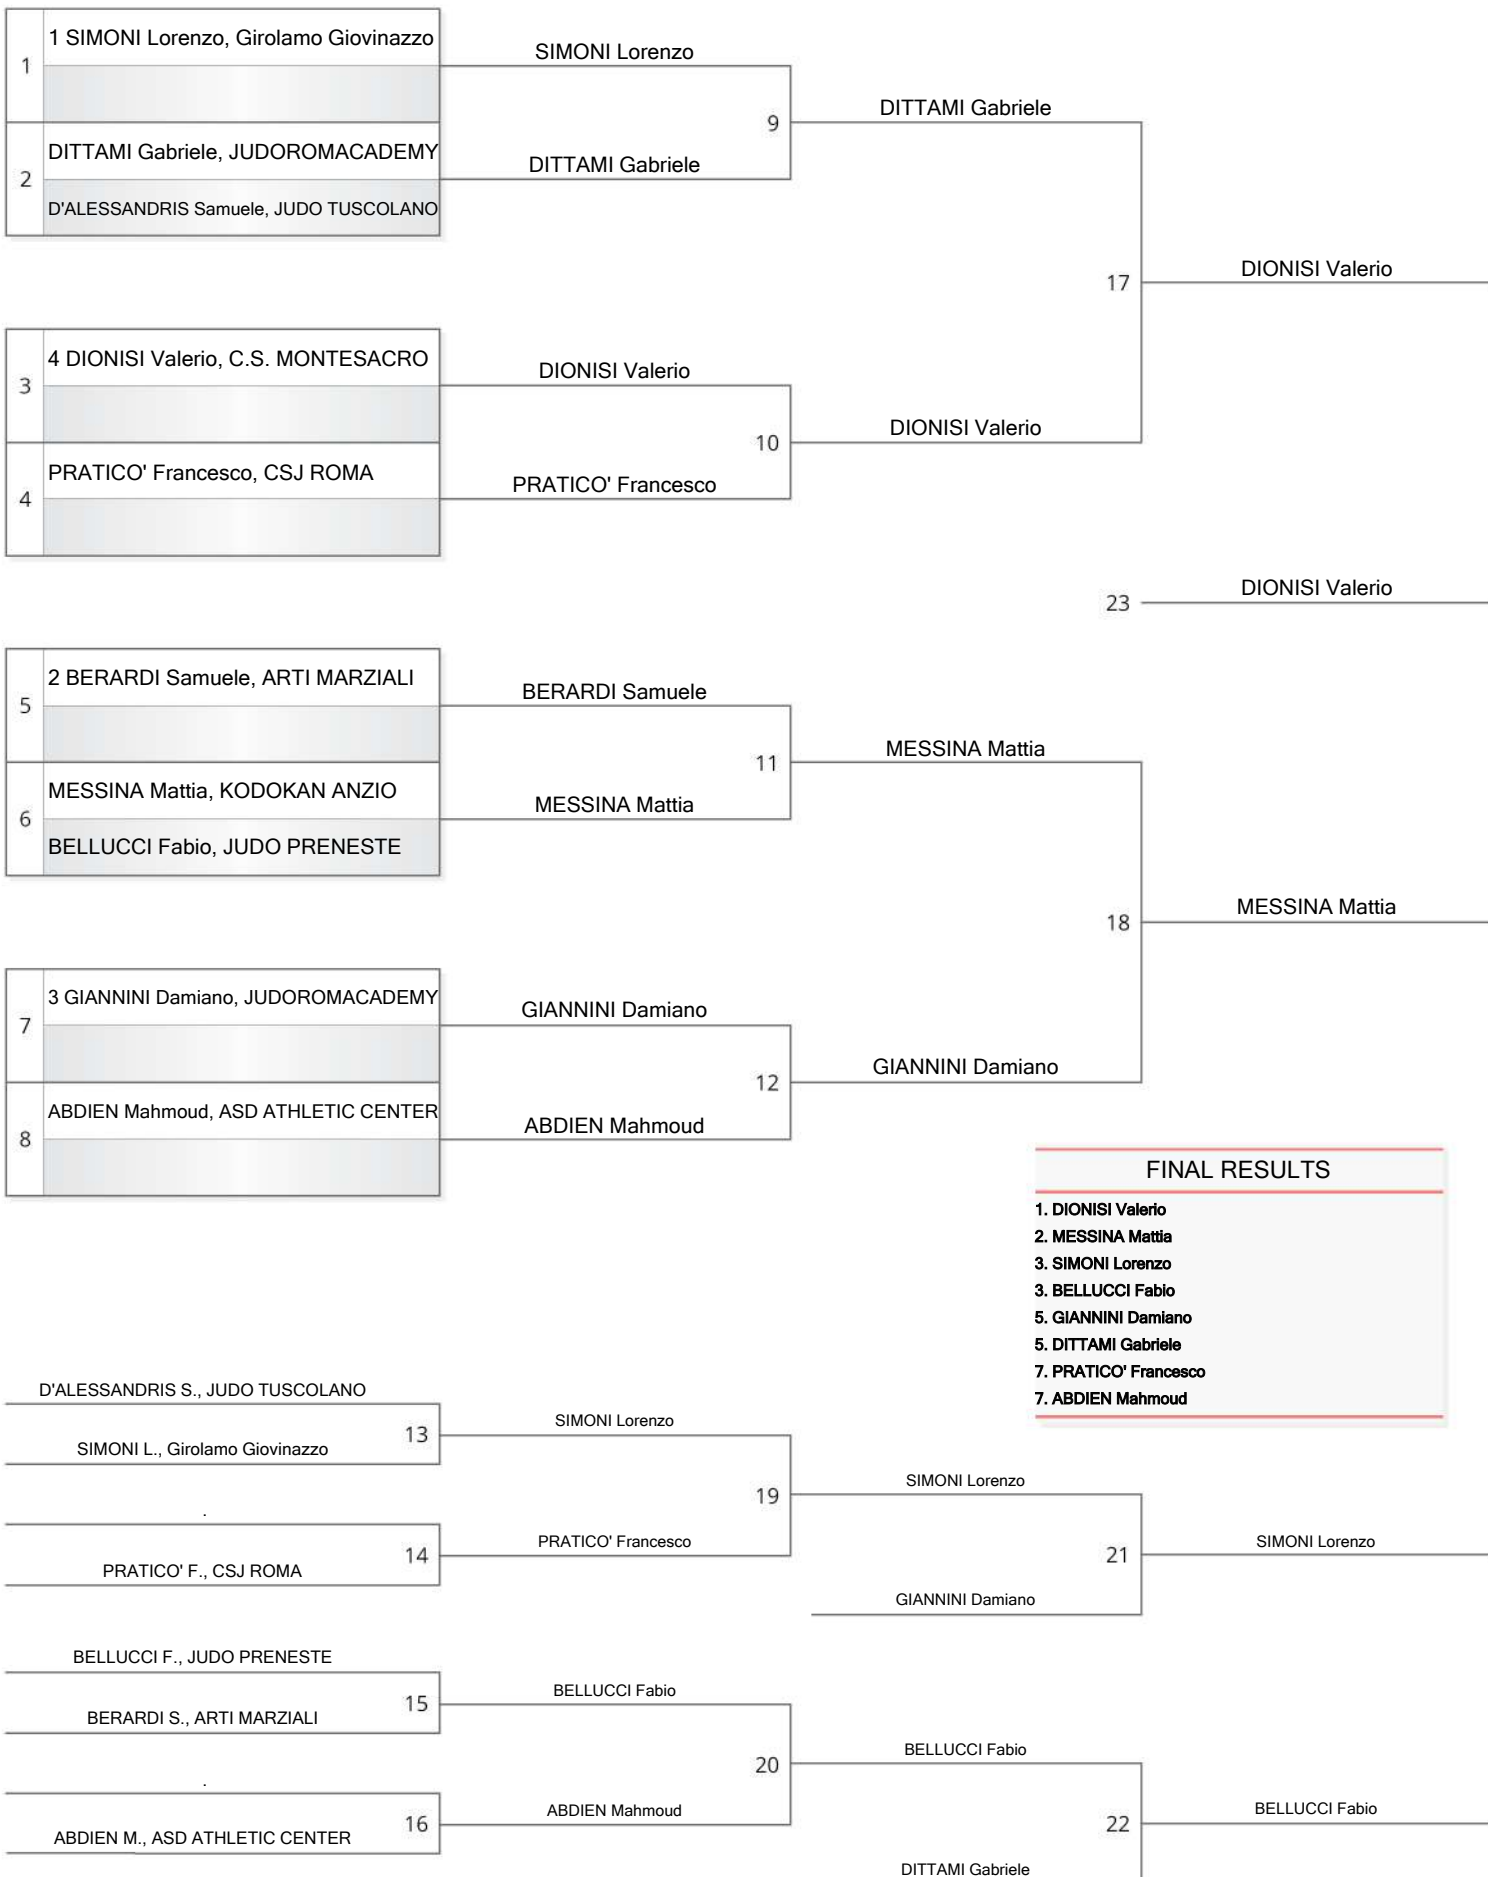 1 SIMONI Lorenzo, Girolamo Giovinazzo
SIMONI Lorenzo
1
9
DITTAMI Gabriele
DITTAMI Gabriele, JUDOROMACADEMY
DITTAMI Gabriele
2
D'ALESSANDRIS Samuele, JUDO TUSCOLANO
17
DIONISI Valerio
4 DIONISI Valerio, C.S. MONTESACRO
DIONISI Valerio
3
10
DIONISI Valerio
PRATICO' Francesco, CSJ ROMA
PRATICO' Francesco
4
23
DIONISI Valerio
2 BERARDI Samuele, ARTI MARZIALI
BERARDI Samuele
5
11
MESSINA Mattia
MESSINA Mattia, KODOKAN ANZIO
MESSINA Mattia
6
BELLUCCI Fabio, JUDO PRENESTE
18
MESSINA Mattia
3 GIANNINI Damiano, JUDOROMACADEMY
GIANNINI Damiano
7
12
GIANNINI Damiano
ABDIEN Mahmoud, ASD ATHLETIC CENTER
ABDIEN Mahmoud
8
FINAL RESULTS
1. DIONISI Valerio
2. MESSINA Mattia
3. SIMONI Lorenzo
3. BELLUCCI Fabio
5. GIANNINI Damiano
5. DITTAMI Gabriele
7. PRATICO' Francesco
7. ABDIEN Mahmoud
D'ALESSANDRIS S., JUDO TUSCOLANO
13
SIMONI Lorenzo
SIMONI L., Girolamo Giovinazzo
19
SIMONI Lorenzo
.
14
PRATICO' Francesco
PRATICO' F., CSJ ROMA
21
SIMONI Lorenzo
GIANNINI Damiano
BELLUCCI F., JUDO PRENESTE
15
BELLUCCI Fabio
BERARDI S., ARTI MARZIALI
20
BELLUCCI Fabio
.
16
ABDIEN Mahmoud
ABDIEN M., ASD ATHLETIC CENTER
22
BELLUCCI Fabio
DITTAMI Gabriele